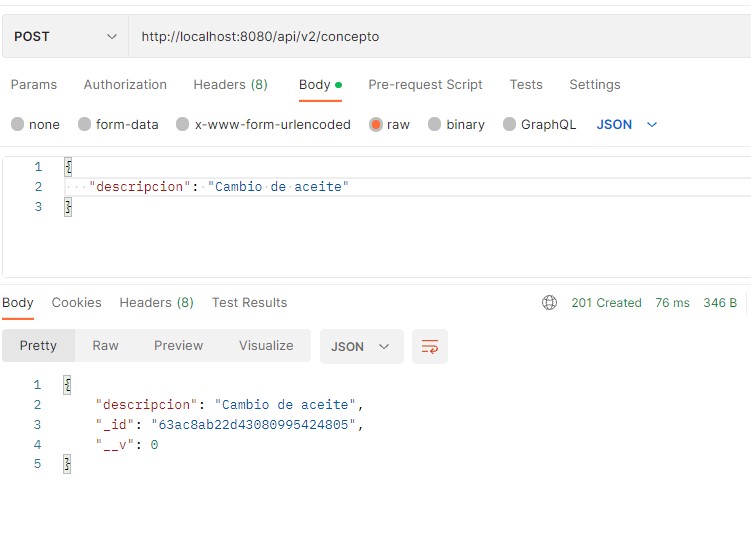 POST http://localhost:8080/api/v2/concepto
Params Authorization Headers (8) Body Pre-request Script Tests Settings
none form-data x-www-form-urlencoded raw binary GraphQL JSON
1 {
2 "descripcion": "Cambio de aceite"
3 }
Body Cookies Headers (8) Test Results 201 Created 76 ms 346 B
Pretty Raw Preview Visualize JSON
1 {
2 "descripcion": "Cambio de aceite",
3 "_id": "63ac8ab22d43080995424805",
4 "__v": 0
5 }